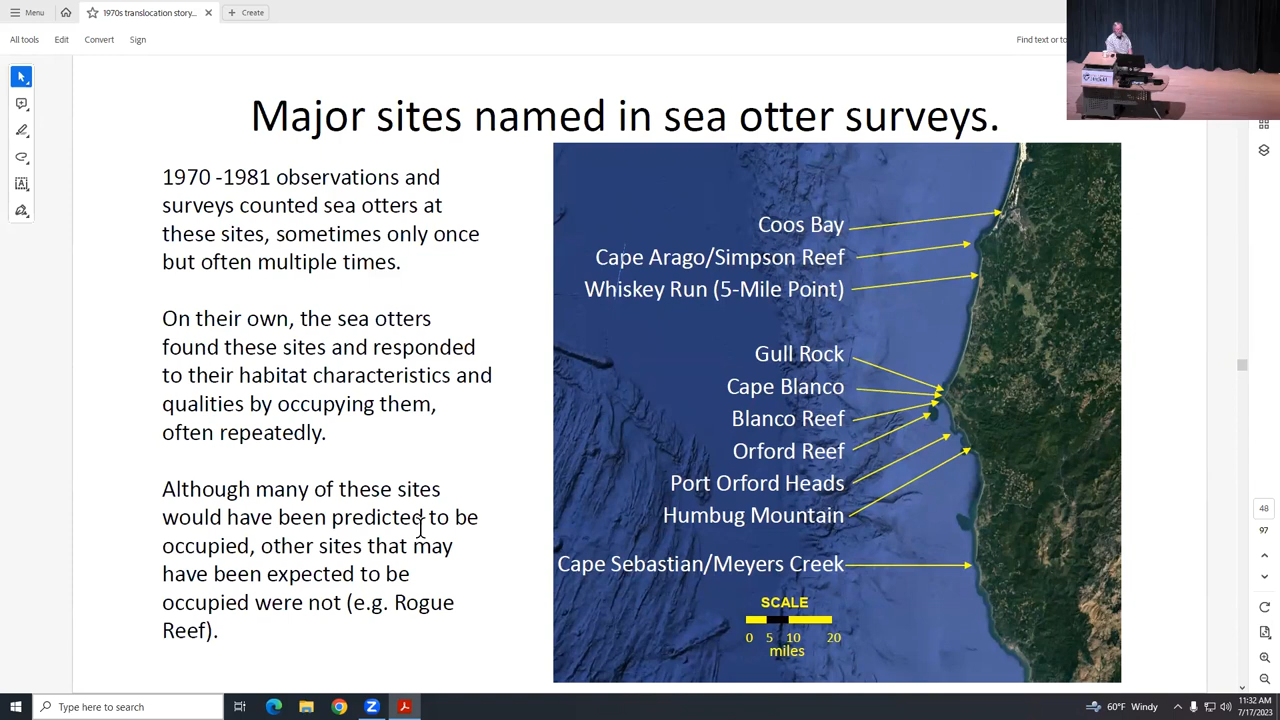 Menu
1970s translocation story...
Create
All tools
Edit
Convert
Sign
Find text or to
Major sites named in sea otter surveys.
1970 -1981 observations and
surveys counted sea otters at
these sites, sometimes only once
but often multiple times.
On their own, the sea otters
found these sites and responded
to their habitat characteristics and
qualities by occupying them,
often repeatedly.
Although many of these sites
would have been predicted to be
occupied, other sites that may
have been expected to be
occupied were not (e.g. Rogue
Reef).
Coos Bay
Cape Arago/Simpson Reef
Whiskey Run (5-Mile Point)
Gull Rock
Cape Blanco
Blanco Reef
Orford Reef
Port Orford Heads
Humbug Mountain
Cape Sebastian/Meyers Creek
SCALE
0 5 10 20
miles
48
97
Type here to search
60°F Windy
11:32 AM
7/17/2023